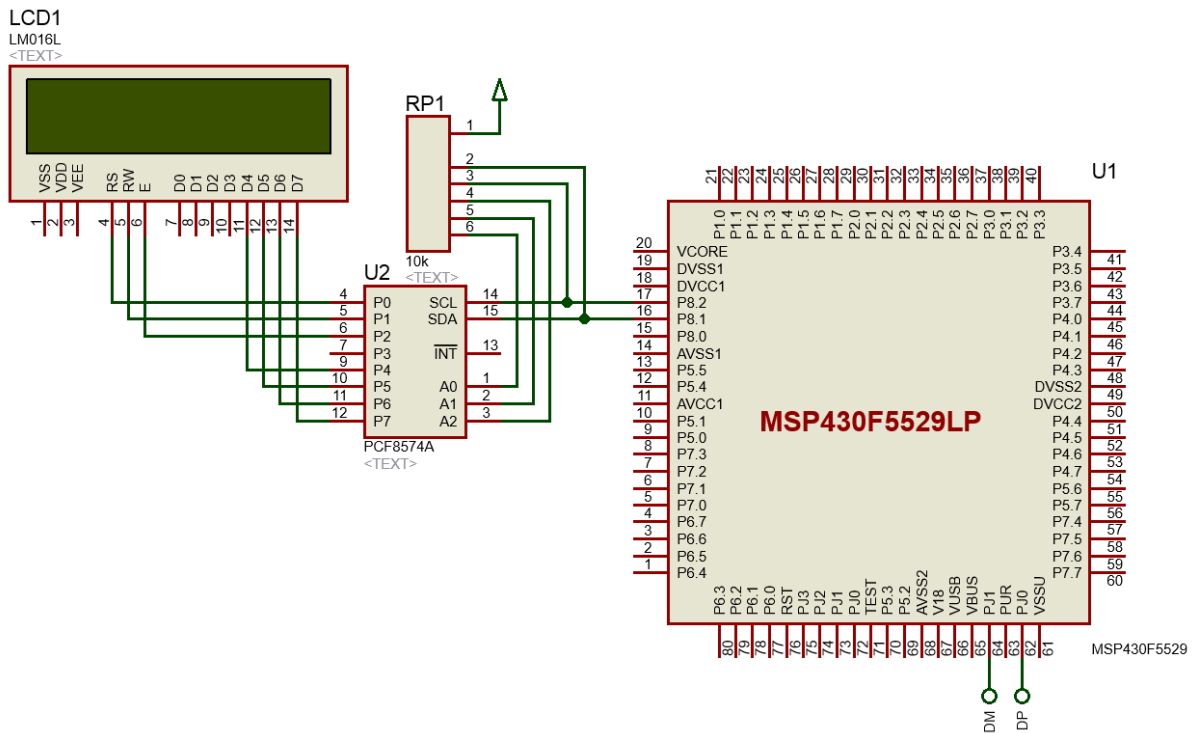 LCD1
LM016L
<TEXT>
VSS VDD VEE RS RW E D0 D1 D2 D3 D4 D5 D6 D7
1 2 3 4 5 6 7 8 9 10 11 12 13 14
RP1
1
2
3
4
5
6
10k
<TEXT>
U2
4 P0 SCL 14
5 P1 SDA 15
6 P2
7 P3 INT 13
9 P4
10 P5 A0 1
11 P6 A1 2
12 P7 A2 3
PCF8574A
<TEXT>
U1
21 22 23 24 25 26 27 28 29 30 31 32 33 34 35 36 37 38 39 40
P1.0 P1.1 P1.2 P1.3 P1.4 P1.5 P1.6 P1.7 P2.0 P2.1 P2.2 P2.3 P2.4 P2.5 P2.6 P2.7 P3.0 P3.1 P3.2 P3.3
20 VCORE P3.4 41
19 DVSS1 P3.5 42
18 DVCC1 P3.6 43
17 P8.2 P3.7 44
16 P8.1 P4.0 45
15 P8.0 P4.1 46
14 AVSS1 P4.2 47
13 P5.5 P4.3 48
12 P5.4 DVSS2 49
11 AVCC1 DVCC2 50
10 P5.1 P4.4 51
9 P5.0 P4.5 52
8 P7.3 P4.6 53
7 P7.2 P4.7 54
6 P7.1 P5.6 55
5 P7.0 P5.7 56
4 P6.7 P7.4 57
3 P6.6 P7.5 58
2 P6.5 P7.6 59
1 P6.4 P7.7 60
MSP430F5529LP
P6.3 P6.2 P6.1 P6.0 RST PJ3 PJ2 PJ1 PJ0 TEST P5.3 P5.2 AVSS2 V18 VUSB VBUS PJ1 PUR PJ0 VSSU
80 79 78 77 76 75 74 73 72 71 70 69 68 67 66 65 64 63 62 61
MSP430F5529
DM DP